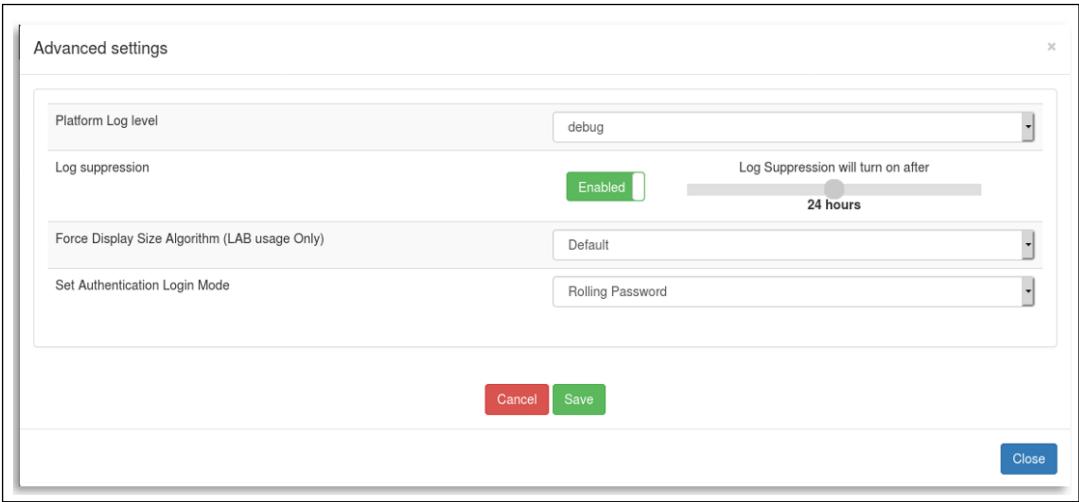 Advanced settings
×
Platform Log level
debug
Log suppression
Enabled
Log Suppression will turn on after
24 hours
Force Display Size Algorithm (LAB usage Only)
Default
Set Authentication Login Mode
Rolling Password
Cancel
Save
Close